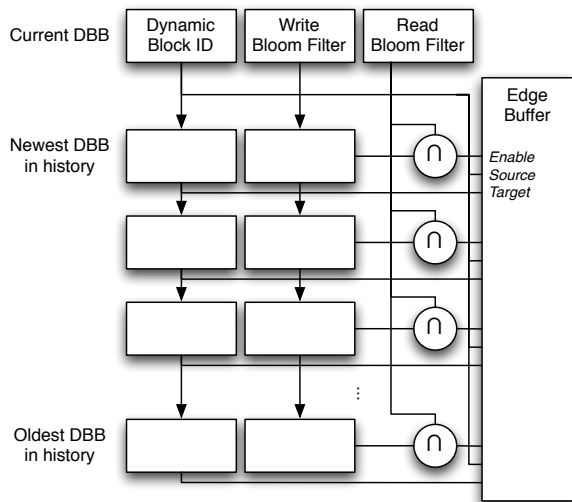 Current DBB
Dynamic
Block ID
Write
Bloom Filter
Read
Bloom Filter
Edge
Buffer
Newest DBB
in history
∩
Enable
Source
Target
∩
∩
...
Oldest DBB
in history
∩